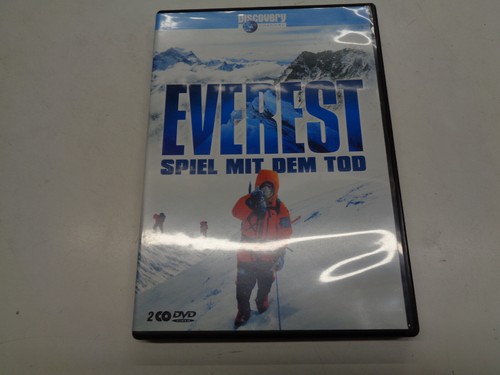 Discovery
EVEREST
SPIEL MIT DEM TOD
2 DVD